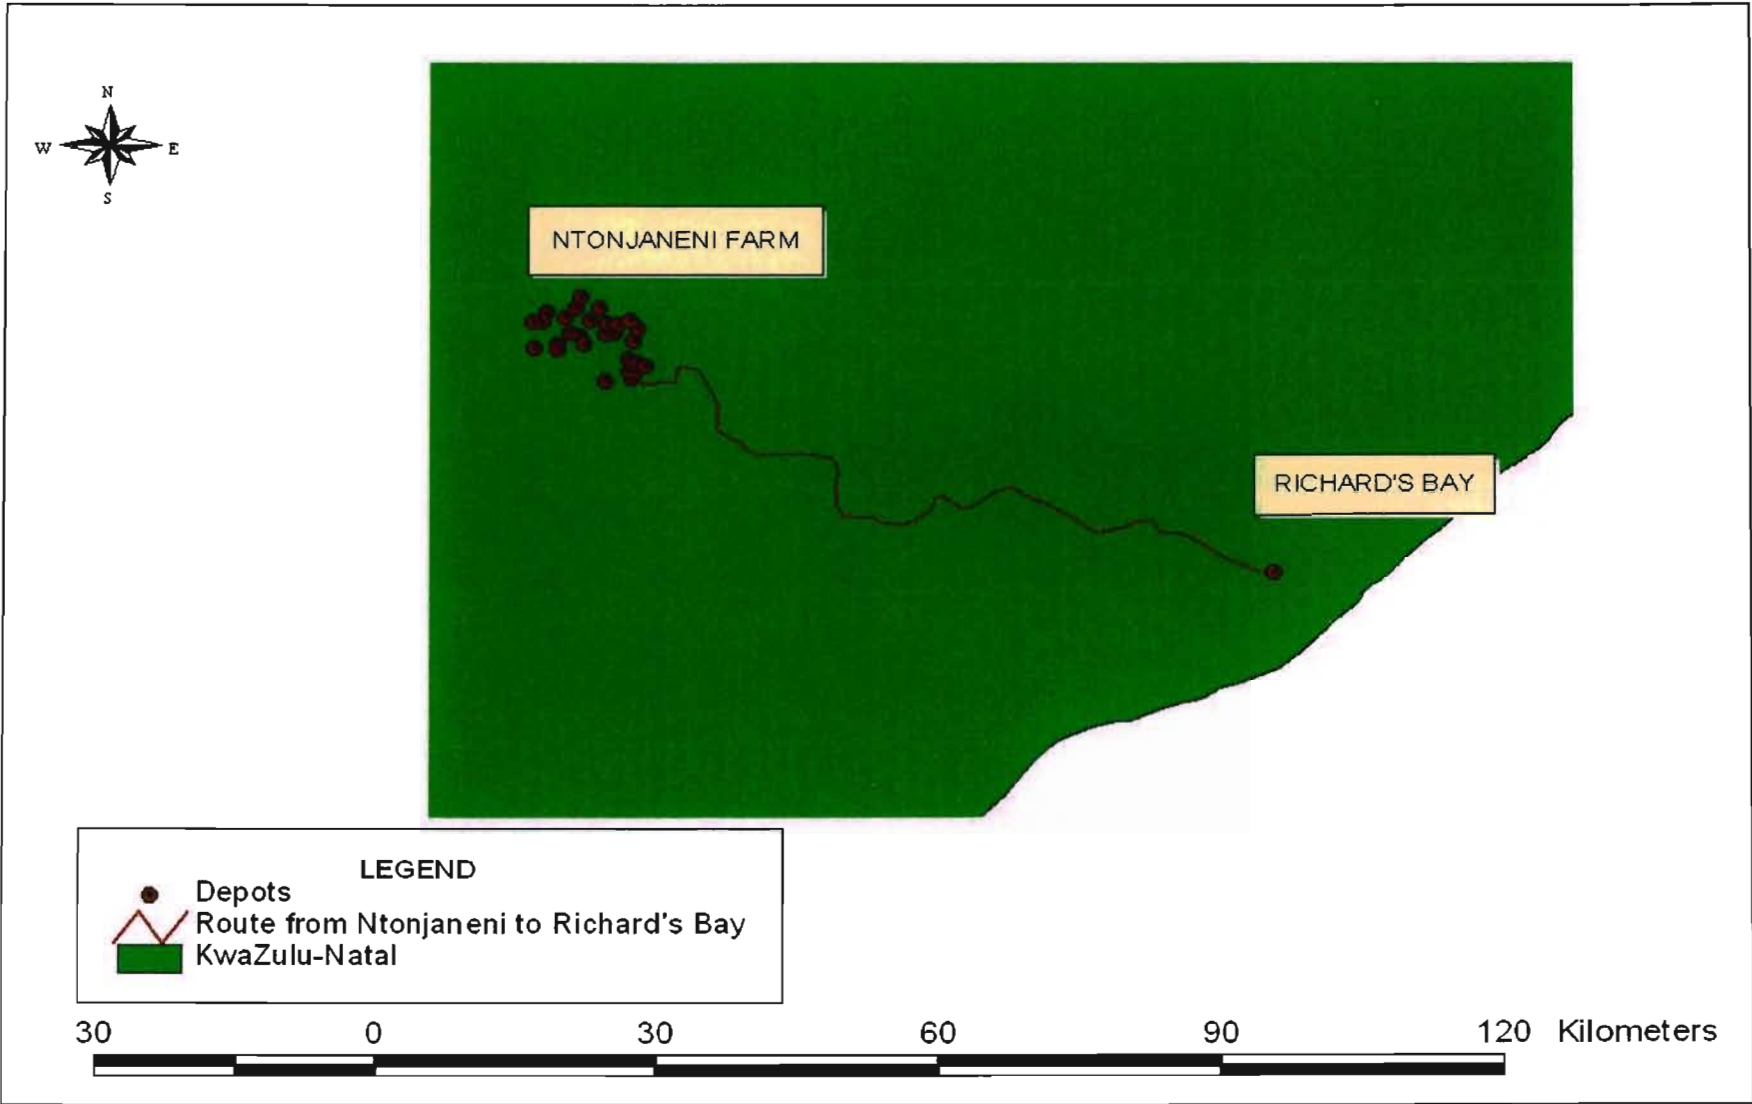 N
W E
S
NTONJANENI FARM
RICHARD'S BAY
LEGEND
Depots
Route from Ntonjaneni to Richard's Bay
KwaZulu-Natal
30 0 30 60 90 120 Kilometers